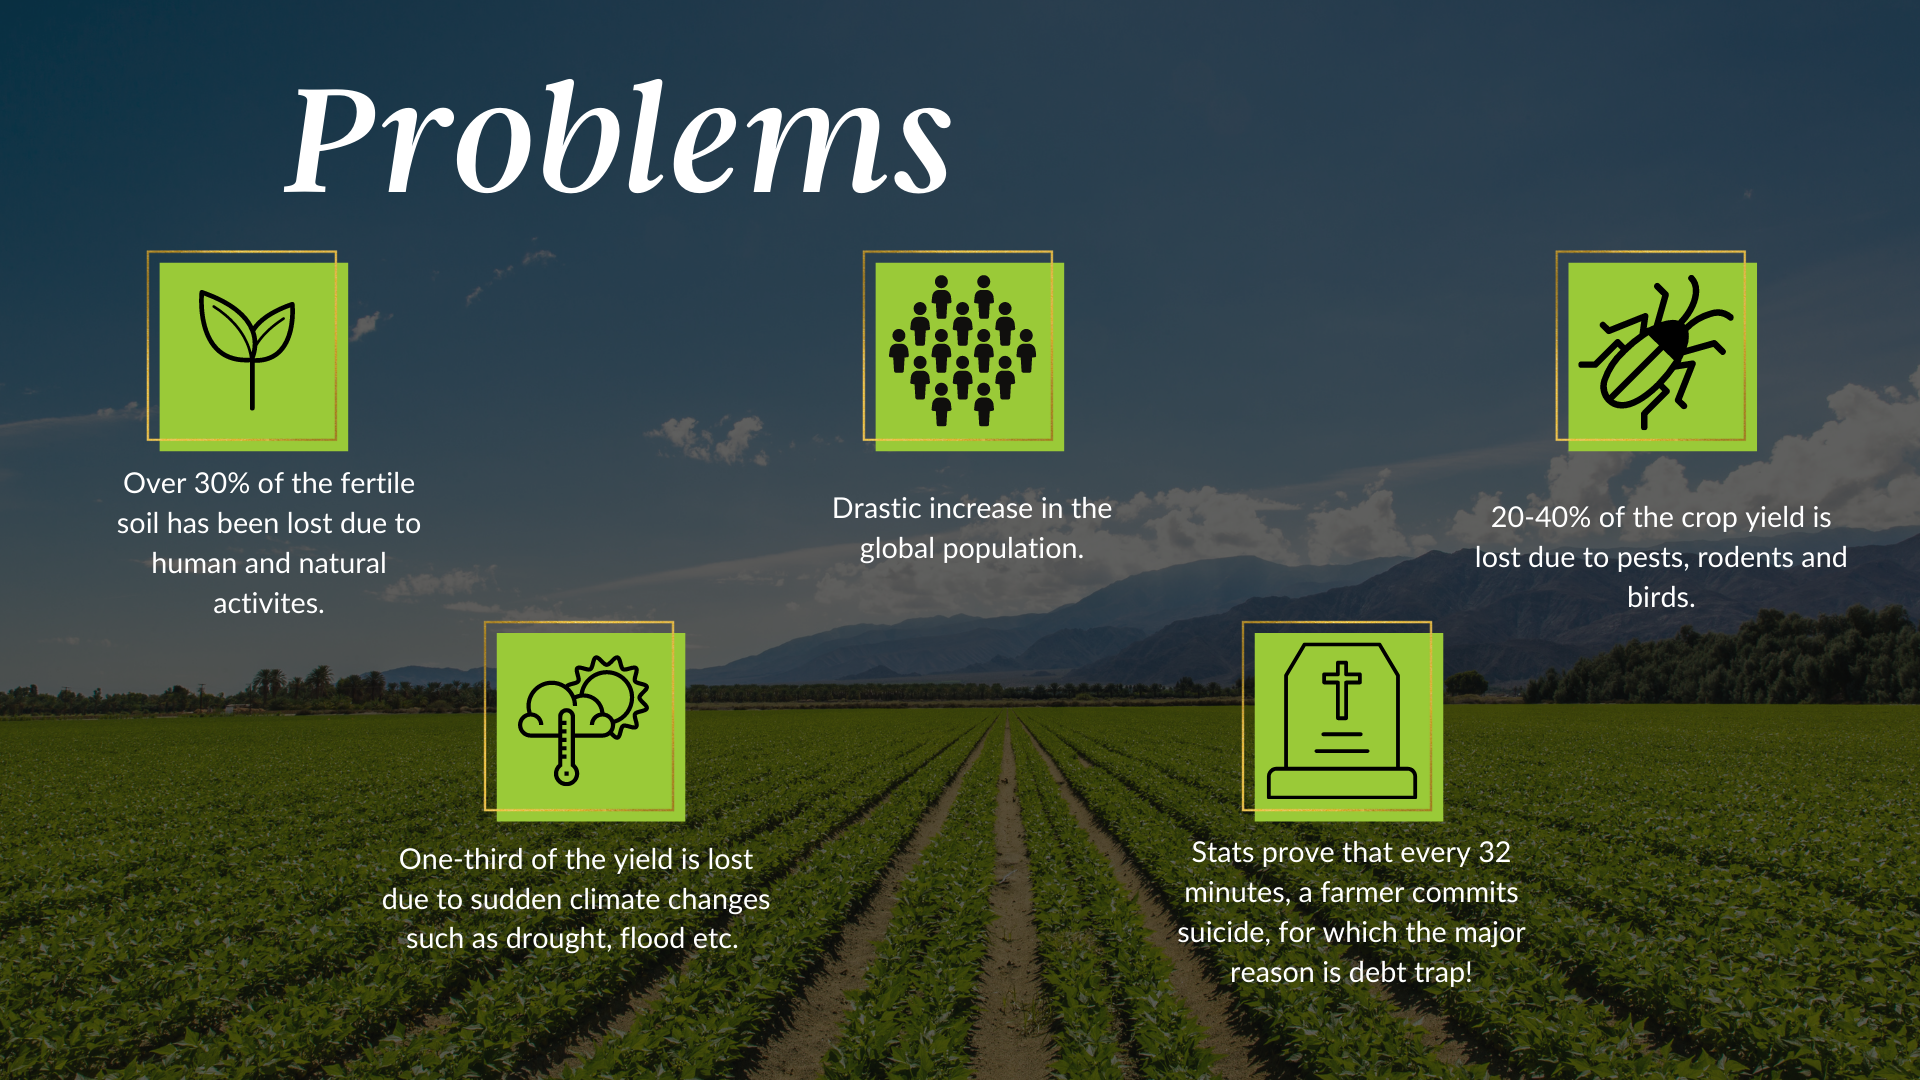 Problems
Over 30% of the fertile
soil has been lost due to
human and natural
activites.
Drastic increase in the
global population.
20-40% of the crop yield is
lost due to pests, rodents and
birds.
One-third of the yield is lost
due to sudden climate changes
such as drought, flood etc.
Stats prove that every 32
minutes, a farmer commits
suicide, for which the major
reason is debt trap!